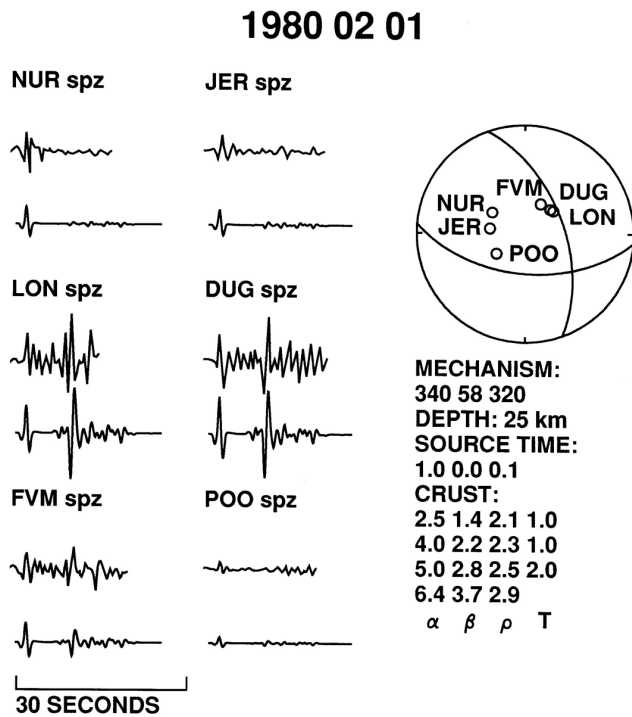 1980 02 01
NUR spz
JER spz
LON spz
DUG spz
FVM spz
POO spz
30 SECONDS
FVM
DUG
NUR
LON
JER
POO
MECHANISM:
340 58 320
DEPTH: 25 km
SOURCE TIME:
1.0 0.0 0.1
CRUST:
2.5 1.4 2.1 1.0
4.0 2.2 2.3 1.0
5.0 2.8 2.5 2.0
6.4 3.7 2.9
α β ρ T